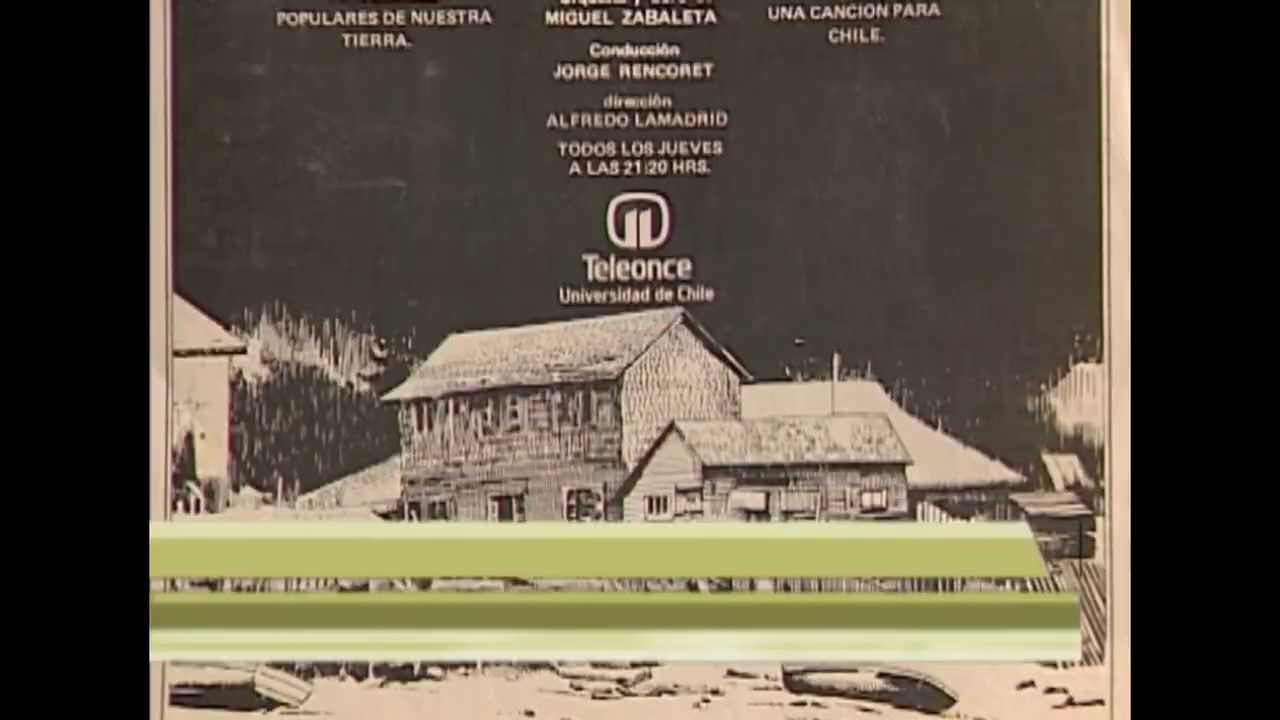 POPULARES DE NUESTRA
TIERRA.
MIGUEL ZABALETA
UNA CANCION PARA
CHILE.
Conducción
JORGE RENCORET
dirección
ALFREDO LAMADRID
TODOS LOS JUEVES
A LAS 21:20 HRS.
11
Teleonce
Universidad de Chile